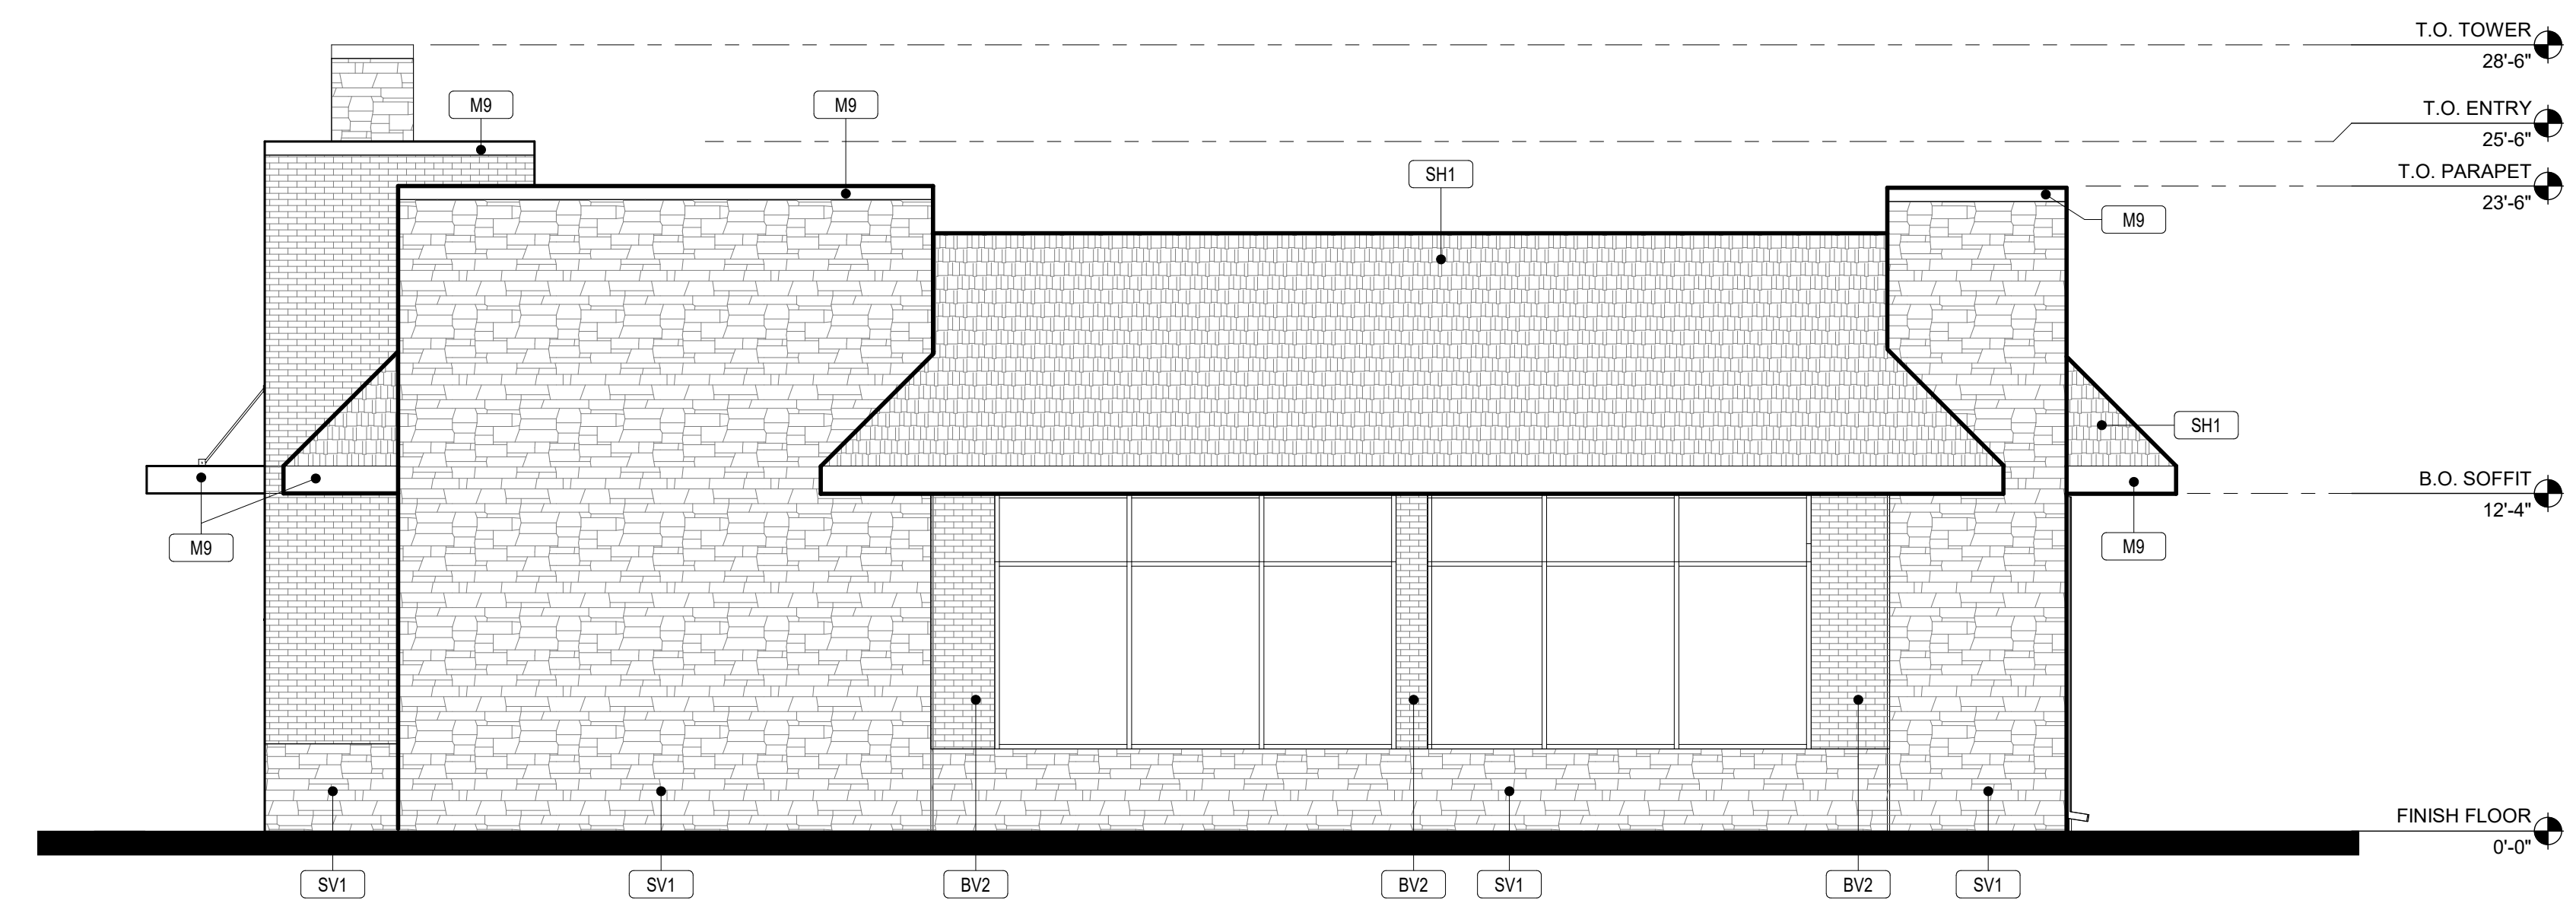 T.O. TOWER
28'-6"
M9
M9
T.O. ENTRY
25'-6"
SH1
T.O. PARAPET
23'-6"
M9
SH1
B.O. SOFFIT
12'-4"
M9
M9
FINISH FLOOR
0'-0"
SV1
SV1
BV2
BV2
SV1
BV2
SV1